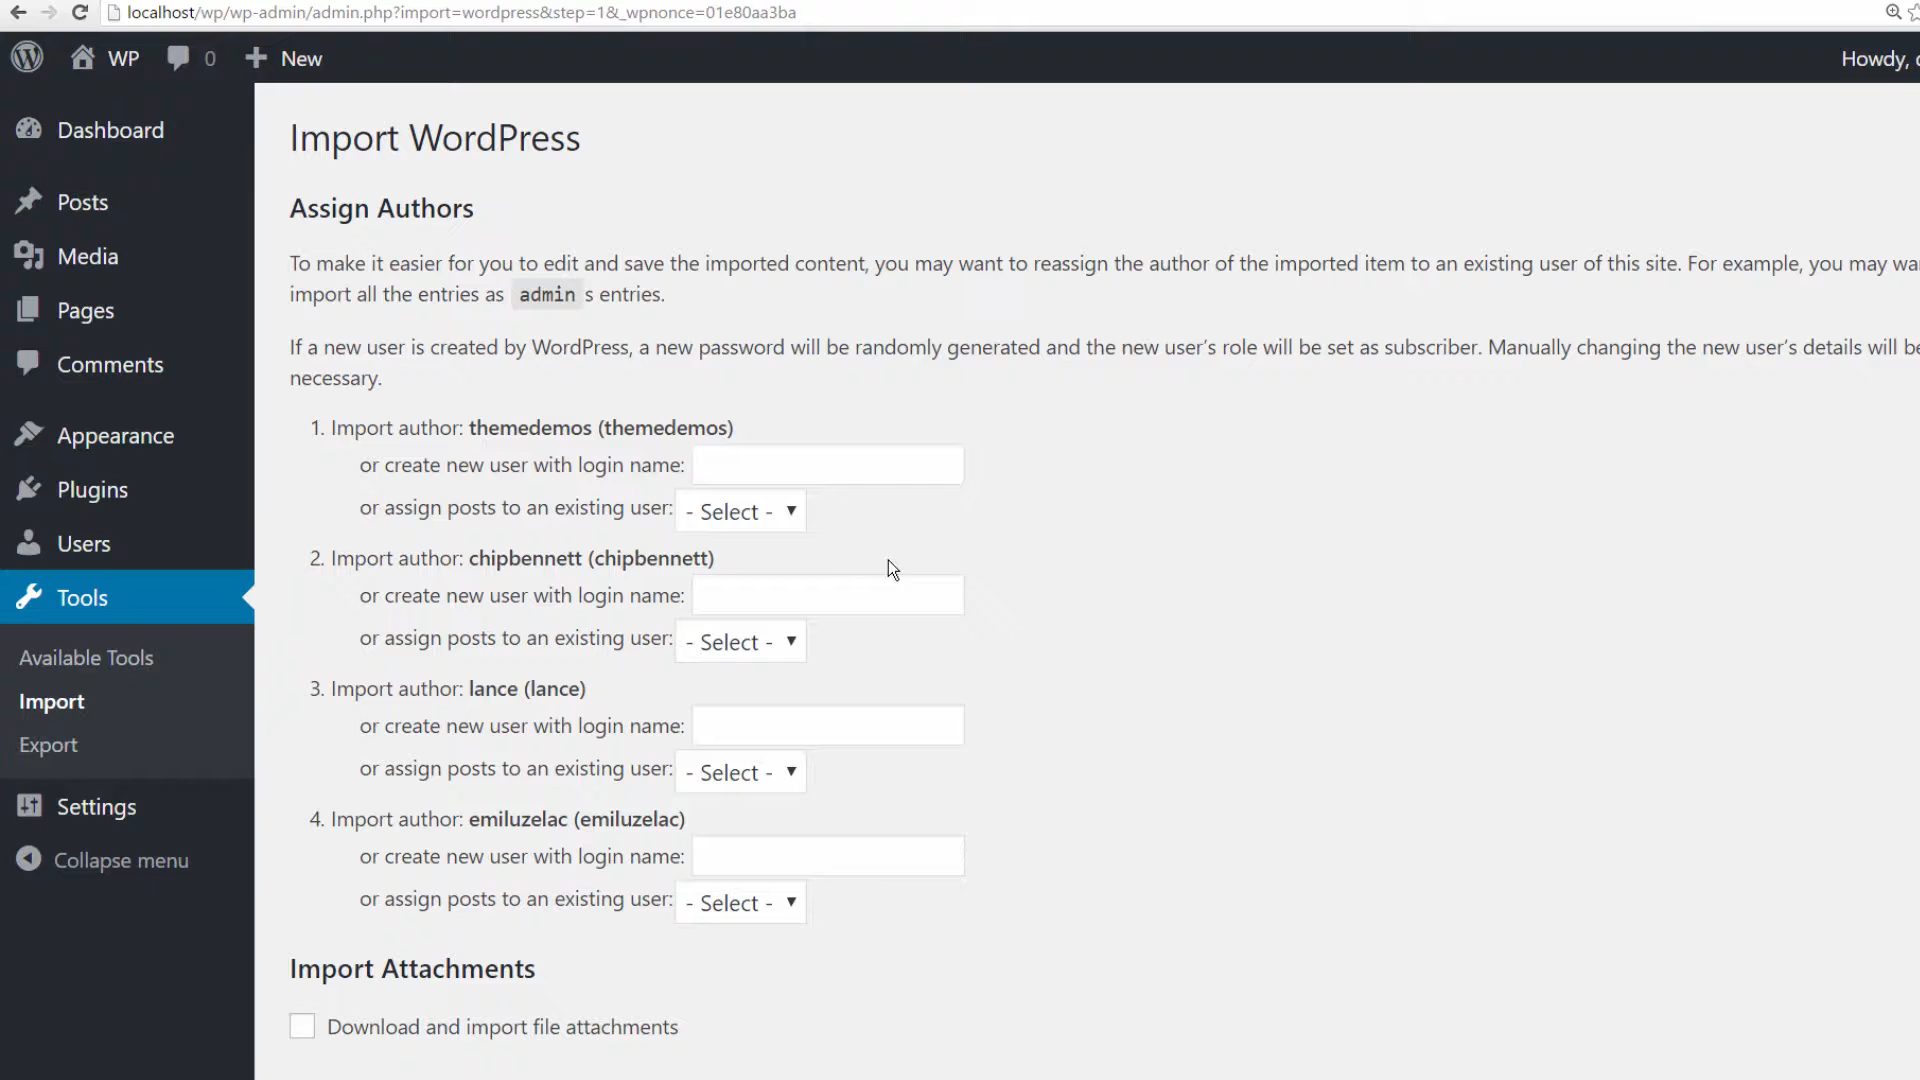 localhost/wp/wp-admin/admin.php?import=wordpress&step=1&_wpnonce=01e80aa3ba
WP 0 New Howdy,
Dashboard
Posts
Media
Pages
Comments
Appearance
Plugins
Users
Tools
Available Tools
Import
Export
Settings
Collapse menu
Import WordPress
Assign Authors
To make it easier for you to edit and save the imported content, you may want to reassign the author of the imported item to an existing user of this site. For example, you may
import all the entries as admin s entries.
If a new user is created by WordPress, a new password will be randomly generated and the new user's role will be set as subscriber. Manually changing the new user's details will
necessary.
1. Import author: themedemos (themedemos)
or create new user with login name:
or assign posts to an existing user: - Select -
2. Import author: chipbennett (chipbennett)
or create new user with login name:
or assign posts to an existing user: - Select -
3. Import author: lance (lance)
or create new user with login name:
or assign posts to an existing user: - Select -
4. Import author: emiluzelac (emiluzelac)
or create new user with login name:
or assign posts to an existing user: - Select -
Import Attachments
Download and import file attachments